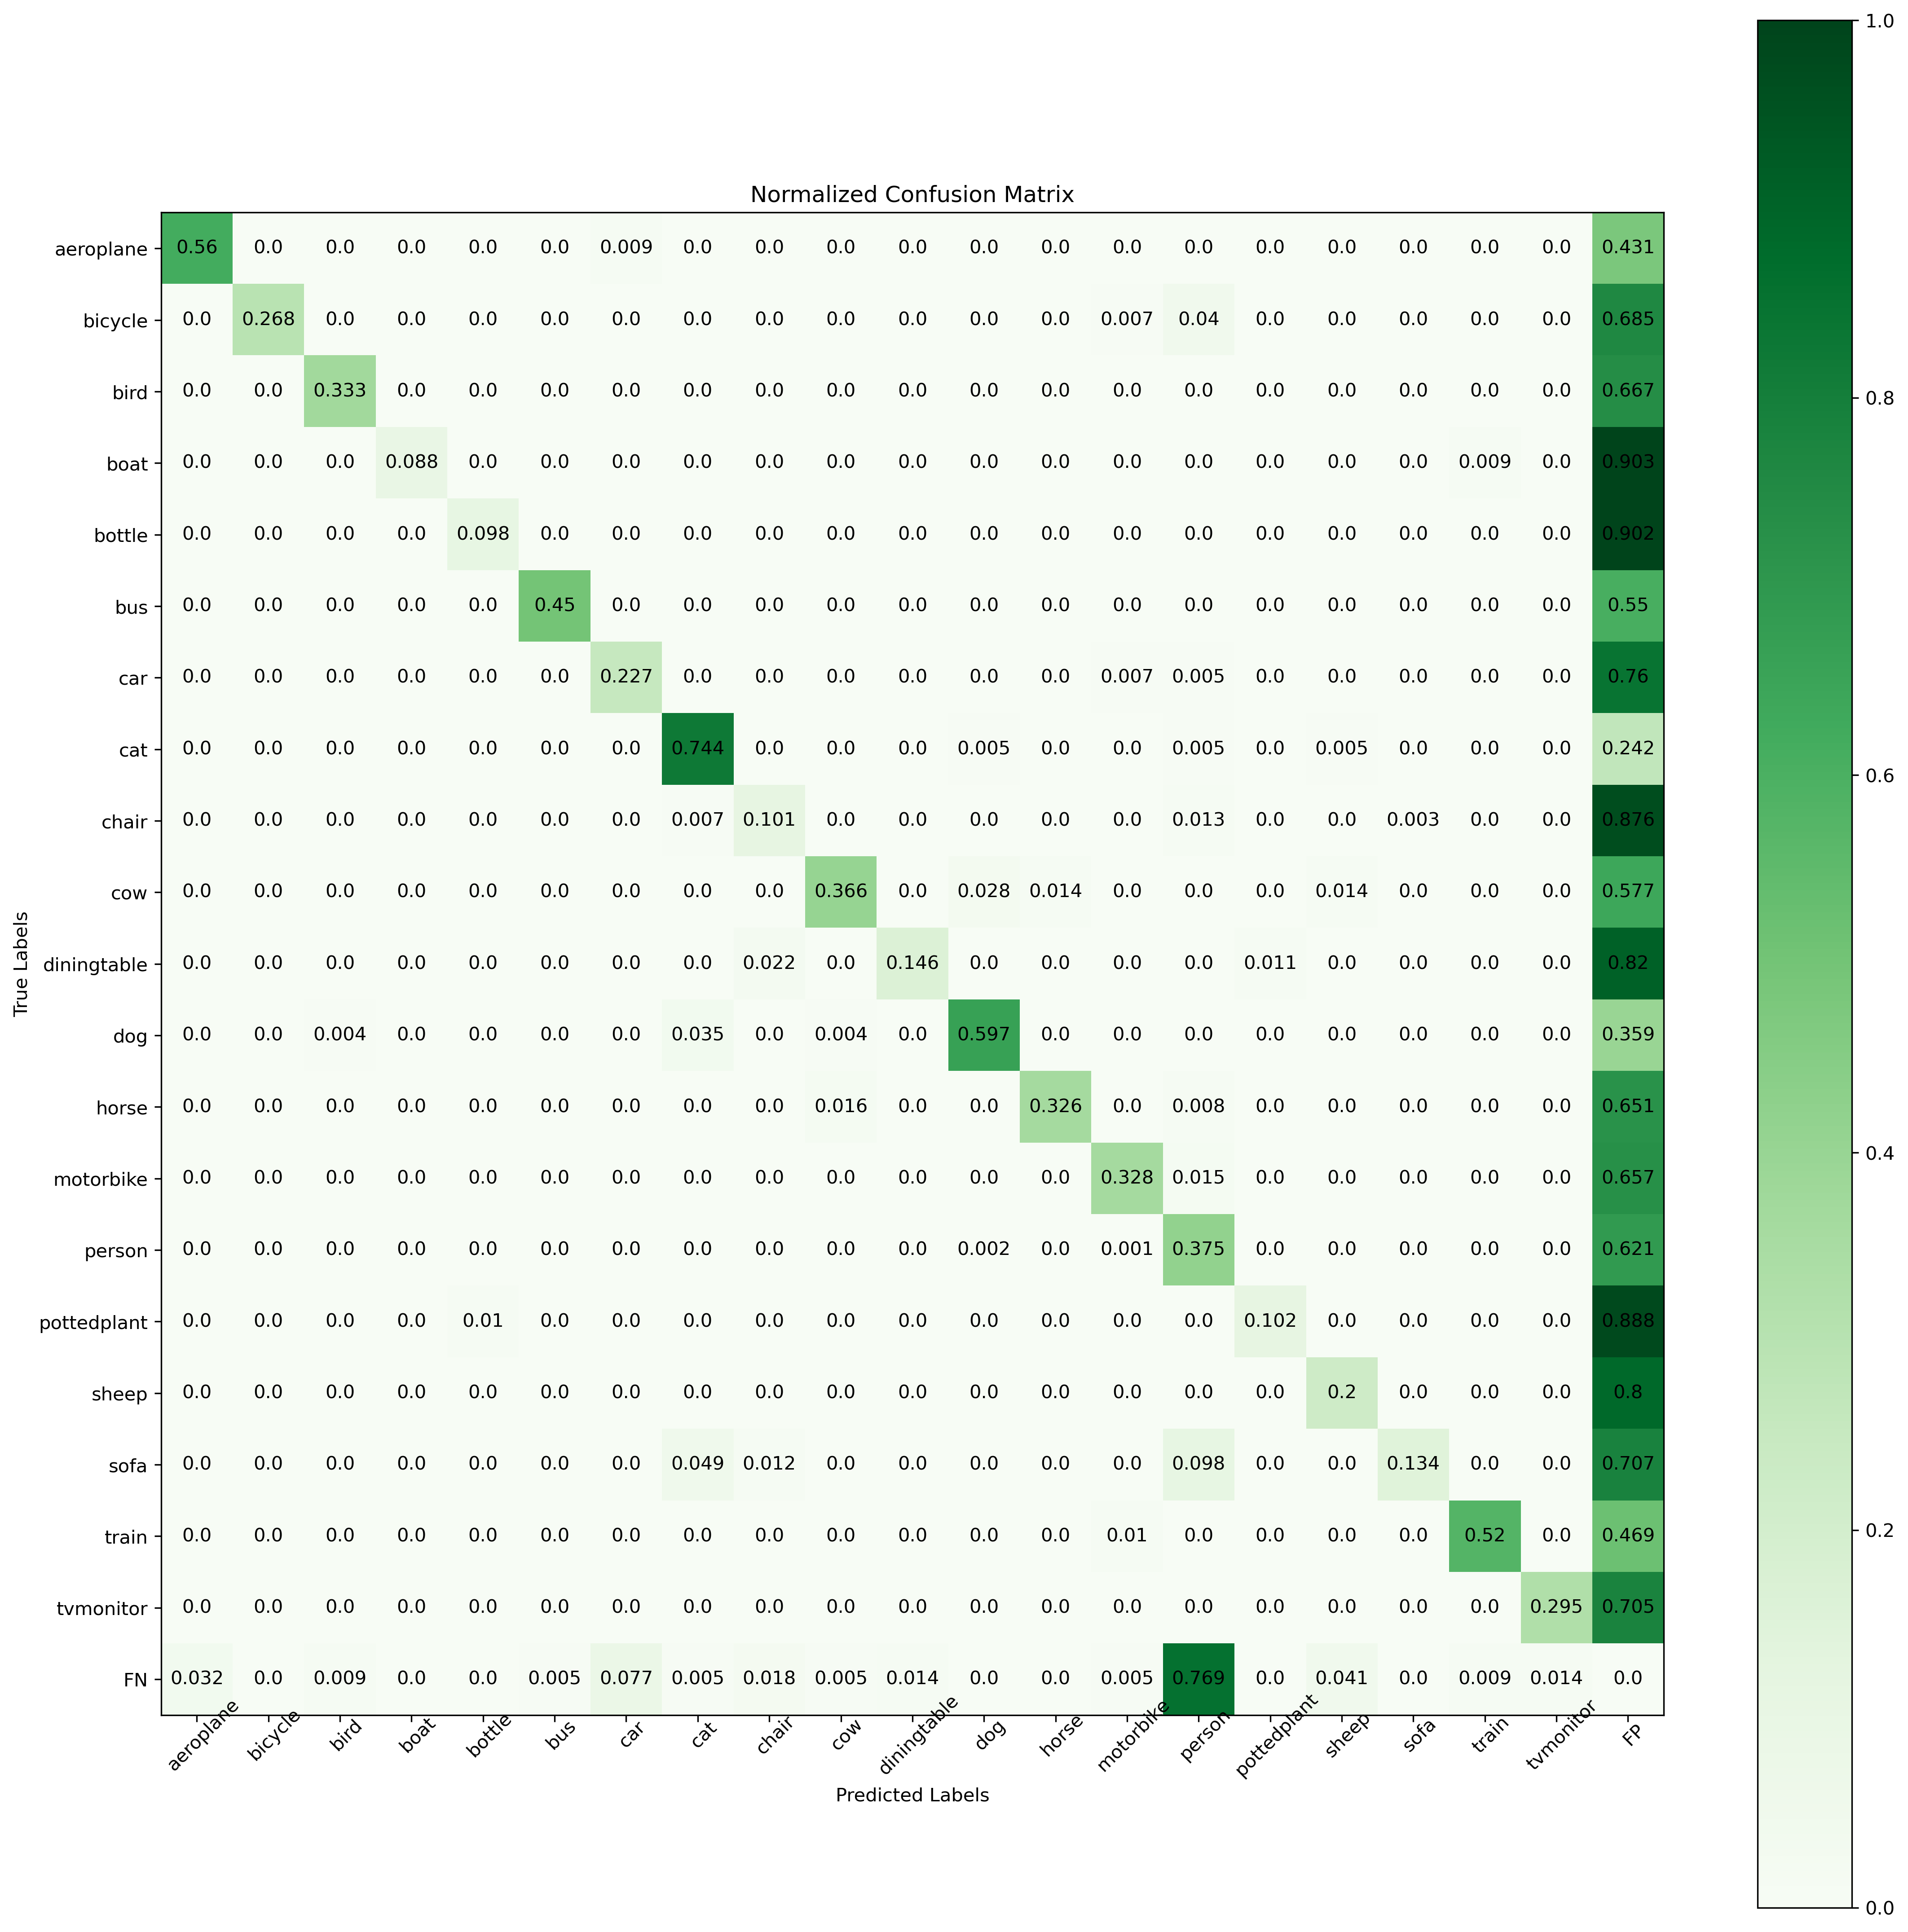 Normalized Confusion Matrix
aeroplane 0.56 0.0 0.0 0.0 0.0 0.0 0.009 0.0 0.0 0.0 0.0 0.0 0.0 0.0 0.0 0.0 0.0 0.0 0.0 0.0 0.431
bicycle 0.0 0.268 0.0 0.0 0.0 0.0 0.0 0.0 0.0 0.0 0.0 0.0 0.0 0.007 0.04 0.0 0.0 0.0 0.0 0.0 0.685
bird 0.0 0.0 0.333 0.0 0.0 0.0 0.0 0.0 0.0 0.0 0.0 0.0 0.0 0.0 0.0 0.0 0.0 0.0 0.0 0.0 0.667
boat 0.0 0.0 0.0 0.088 0.0 0.0 0.0 0.0 0.0 0.0 0.0 0.0 0.0 0.0 0.0 0.0 0.0 0.0 0.009 0.0 0.903
bottle 0.0 0.0 0.0 0.0 0.098 0.0 0.0 0.0 0.0 0.0 0.0 0.0 0.0 0.0 0.0 0.0 0.0 0.0 0.0 0.0 0.902
bus 0.0 0.0 0.0 0.0 0.0 0.45 0.0 0.0 0.0 0.0 0.0 0.0 0.0 0.0 0.0 0.0 0.0 0.0 0.0 0.0 0.55
car 0.0 0.0 0.0 0.0 0.0 0.0 0.227 0.0 0.0 0.0 0.0 0.0 0.0 0.007 0.005 0.0 0.0 0.0 0.0 0.0 0.76
cat 0.0 0.0 0.0 0.0 0.0 0.0 0.0 0.744 0.0 0.0 0.0 0.005 0.0 0.0 0.005 0.0 0.005 0.0 0.0 0.0 0.242
chair 0.0 0.0 0.0 0.0 0.0 0.0 0.0 0.007 0.101 0.0 0.0 0.0 0.0 0.0 0.013 0.0 0.0 0.003 0.0 0.0 0.876
cow 0.0 0.0 0.0 0.0 0.0 0.0 0.0 0.0 0.0 0.366 0.0 0.028 0.014 0.0 0.0 0.0 0.014 0.0 0.0 0.0 0.577
diningtable 0.0 0.0 0.0 0.0 0.0 0.0 0.0 0.0 0.022 0.0 0.146 0.0 0.0 0.0 0.0 0.011 0.0 0.0 0.0 0.0 0.82
dog 0.0 0.0 0.004 0.0 0.0 0.0 0.0 0.035 0.0 0.004 0.0 0.597 0.0 0.0 0.0 0.0 0.0 0.0 0.0 0.0 0.359
horse 0.0 0.0 0.0 0.0 0.0 0.0 0.0 0.0 0.0 0.016 0.0 0.0 0.326 0.0 0.008 0.0 0.0 0.0 0.0 0.0 0.651
motorbike 0.0 0.0 0.0 0.0 0.0 0.0 0.0 0.0 0.0 0.0 0.0 0.0 0.0 0.328 0.015 0.0 0.0 0.0 0.0 0.0 0.657
person 0.0 0.0 0.0 0.0 0.0 0.0 0.0 0.0 0.0 0.0 0.0 0.002 0.0 0.001 0.375 0.0 0.0 0.0 0.0 0.0 0.621
pottedplant 0.0 0.0 0.0 0.0 0.01 0.0 0.0 0.0 0.0 0.0 0.0 0.0 0.0 0.0 0.0 0.102 0.0 0.0 0.0 0.0 0.888
sheep 0.0 0.0 0.0 0.0 0.0 0.0 0.0 0.0 0.0 0.0 0.0 0.0 0.0 0.0 0.0 0.0 0.2 0.0 0.0 0.0 0.8
sofa 0.0 0.0 0.0 0.0 0.0 0.0 0.0 0.049 0.012 0.0 0.0 0.0 0.0 0.0 0.098 0.0 0.0 0.134 0.0 0.0 0.707
train 0.0 0.0 0.0 0.0 0.0 0.0 0.0 0.0 0.0 0.0 0.0 0.0 0.0 0.01 0.0 0.0 0.0 0.0 0.52 0.0 0.469
tvmonitor 0.0 0.0 0.0 0.0 0.0 0.0 0.0 0.0 0.0 0.0 0.0 0.0 0.0 0.0 0.0 0.0 0.0 0.0 0.0 0.295 0.705
FN 0.032 0.0 0.009 0.0 0.0 0.005 0.077 0.005 0.018 0.005 0.014 0.0 0.0 0.005 0.769 0.0 0.041 0.0 0.009 0.014 0.0
aeroplane bicycle bird boat bottle bus car cat chair cow diningtable dog horse motorbike person pottedplant sheep sofa train tvmonitor FP
Predicted Labels
True Labels
1.0
0.8
0.6
0.4
0.2
0.0